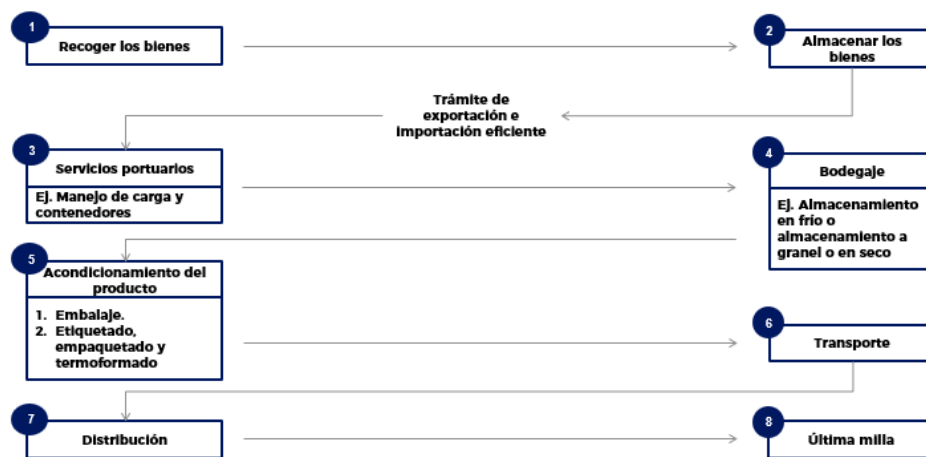 1
Recoger los bienes
2
Almacenar los
bienes
Trámite de
exportación e
importación eficiente
3
Servicios portuarios
Ej. Manejo de carga y
contenedores
4
Bodegaje
Ej. Almacenamiento
en frío o
almacenamiento a
granel o en seco
5
Acondicionamiento del
producto
1. Embalaje.
2. Etiquetado,
empaquetado y
termoformado
6
Transporte
7
Distribución
8
Última milla